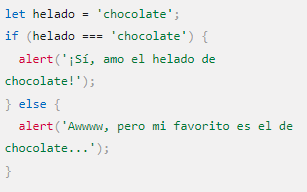 let helado = 'chocolate';
if (helado === 'chocolate') {
  alert('¡Sí, amo el helado de
chocolate!');
} else {
  alert('Awwww, pero mi favorito es el de
chocolate...');
}